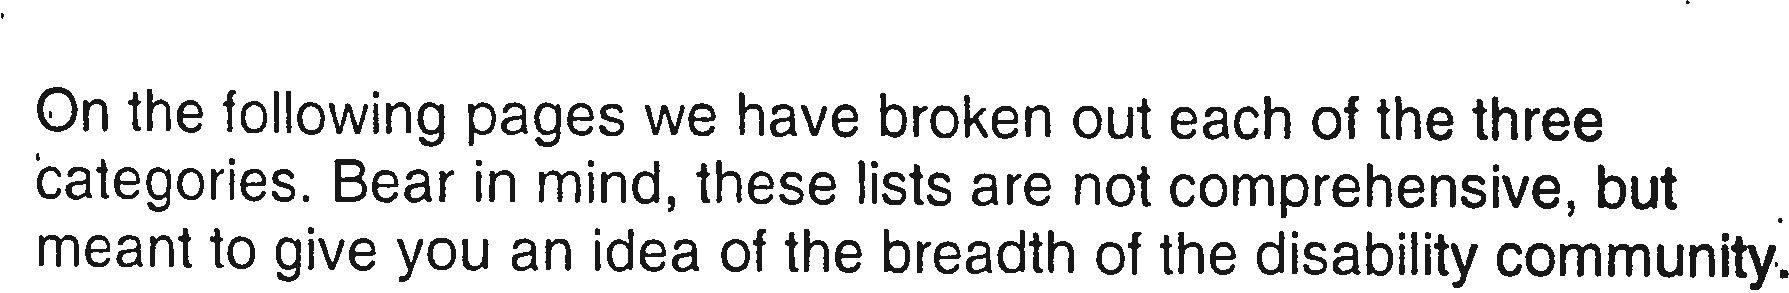 On the following pages we have broken out each of the three
categories. Bear in mind, these lists are not comprehensive, but
meant to give you an idea of the breadth of the disability community.